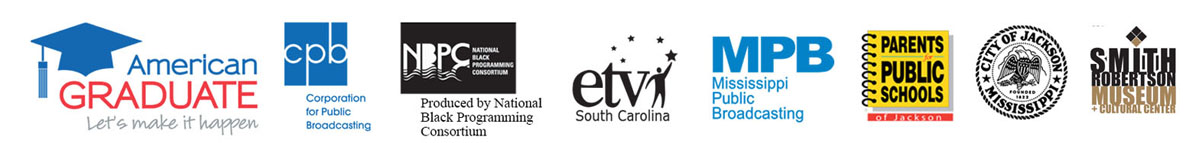 American
GRADUATE
Let's make it happen
cpb
Corporation
for Public
Broadcasting
NBPC
NATIONAL
BLACK
PROGRAMMING
CONSORTIUM
Produced by National
Black Programming
Consortium
etv
South Carolina
MPB
Mississippi
Public
Broadcasting
PARENTS
for
PUBLIC
SCHOOLS
of Jackson
CITY OF JACKSON
FOUNDED
1822
MISSISSIPPI
SMITH
ROBERTSON
MUSEUM
+ CULTURAL CENTER